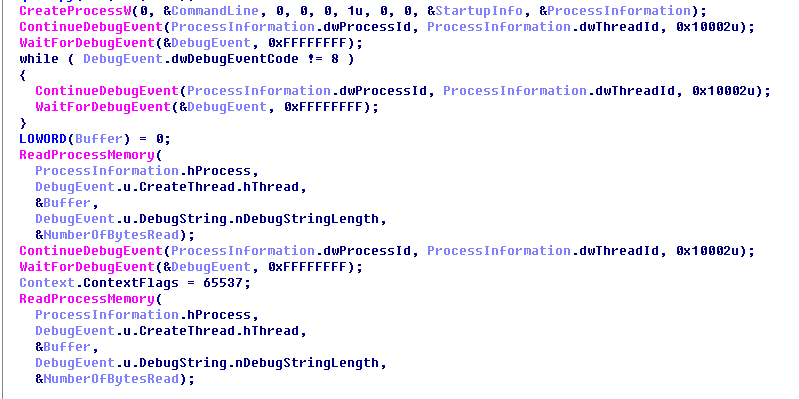 CreateProcessW(0, &CommandLine, 0, 0, 0, 1u, 0, 0, &StartupInfo, &ProcessInformation);
ContinueDebugEvent(ProcessInformation.dwProcessId, ProcessInformation.dwThreadId, 0x10002u);
WaitForDebugEvent(&DebugEvent, 0xFFFFFFFF);
while ( DebugEvent.dwDebugEventCode != 8 )
{
ContinueDebugEvent(ProcessInformation.dwProcessId, ProcessInformation.dwThreadId, 0x10002u);
WaitForDebugEvent(&DebugEvent, 0xFFFFFFFF);
}
LOWORD(Buffer) = 0;
ReadProcessMemory(
ProcessInformation.hProcess,
DebugEvent.u.CreateThread.hThread,
&Buffer,
DebugEvent.u.DebugString.nDebugStringLength,
&NumberOfBytesRead);
ContinueDebugEvent(ProcessInformation.dwProcessId, ProcessInformation.dwThreadId, 0x10002u);
WaitForDebugEvent(&DebugEvent, 0xFFFFFFFF);
Context.ContextFlags = 65537;
ReadProcessMemory(
ProcessInformation.hProcess,
DebugEvent.u.CreateThread.hThread,
&Buffer,
DebugEvent.u.DebugString.nDebugStringLength,
&NumberOfBytesRead);